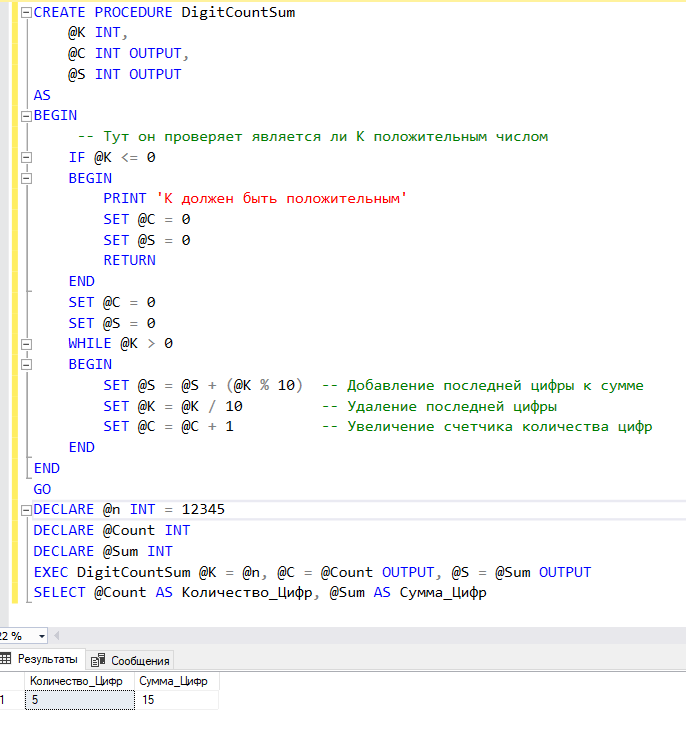 CREATE PROCEDURE DigitCountSum
@K INT,
@C INT OUTPUT,
@S INT OUTPUT
AS
BEGIN
-- Тут он проверяет является ли K положительным числом
IF @K <= 0
BEGIN
PRINT 'K должен быть положительным'
SET @C = 0
SET @S = 0
RETURN
END
SET @C = 0
SET @S = 0
WHILE @K > 0
BEGIN
SET @S = @S + (@K % 10)  -- Добавление последней цифры к сумме
SET @K = @K / 10         -- Удаление последней цифры
SET @C = @C + 1          -- Увеличение счетчика количества цифр
END
END
GO
DECLARE @n INT = 12345
DECLARE @Count INT
DECLARE @Sum INT
EXEC DigitCountSum @K = @n, @C = @Count OUTPUT, @S = @Sum OUTPUT
SELECT @Count AS Количество_Цифр, @Sum AS Сумма_Цифр
22 %
Результаты Сообщения
Количество_Цифр Сумма_Цифр
1 5 15